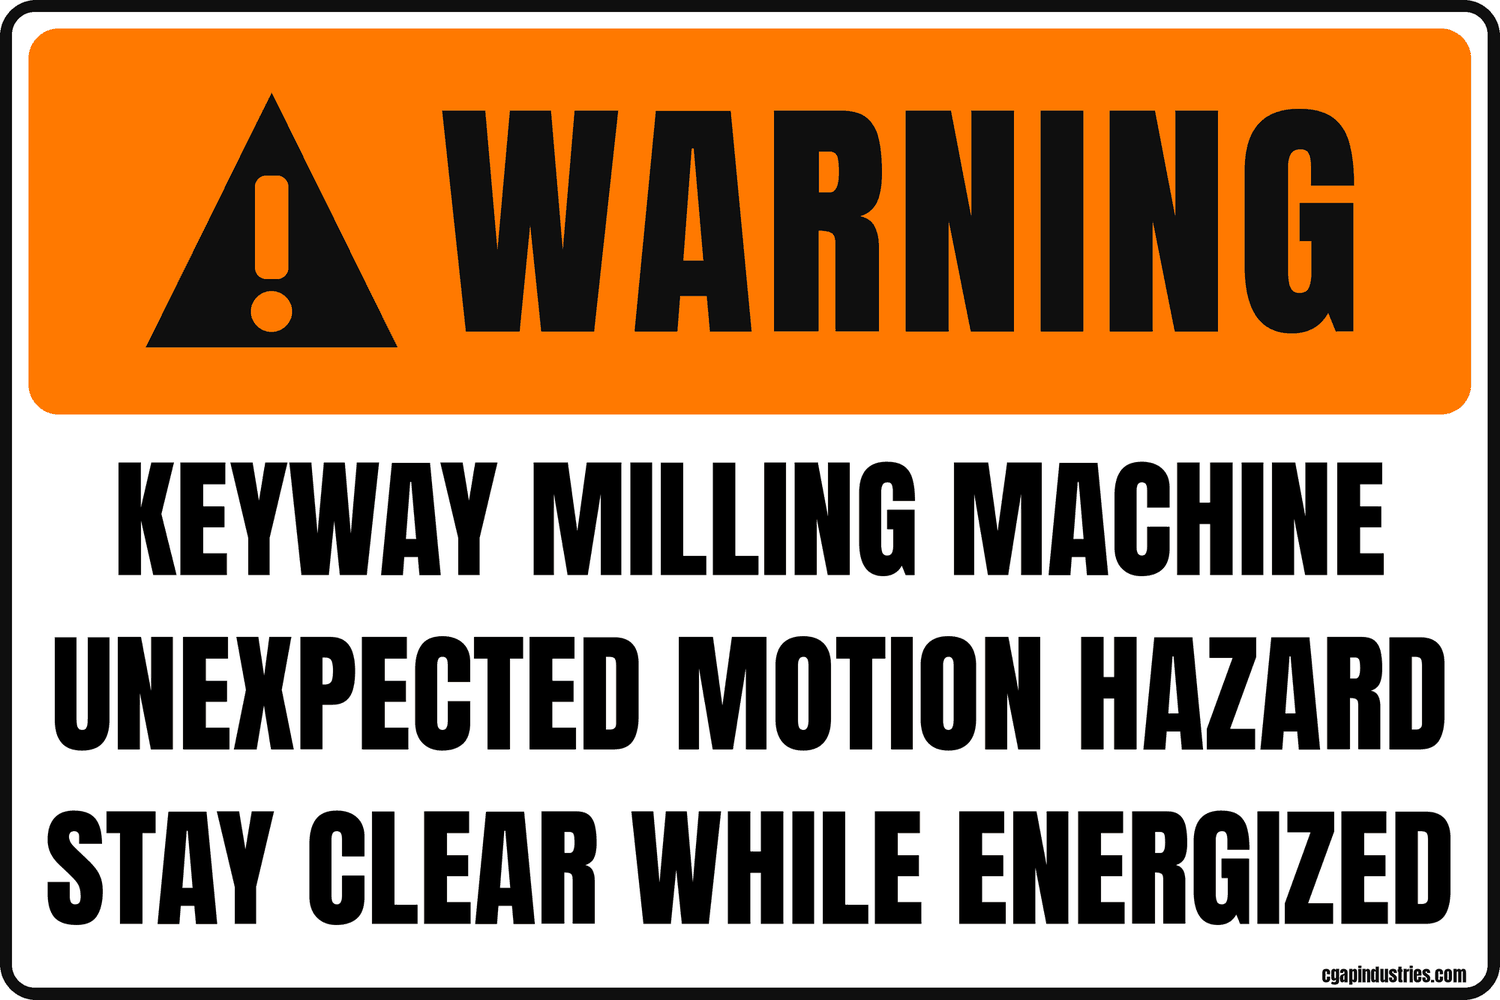 WARNING
KEYWAY MILLING MACHINE
UNEXPECTED MOTION HAZARD
STAY CLEAR WHILE ENERGIZED
cgapindustries.com